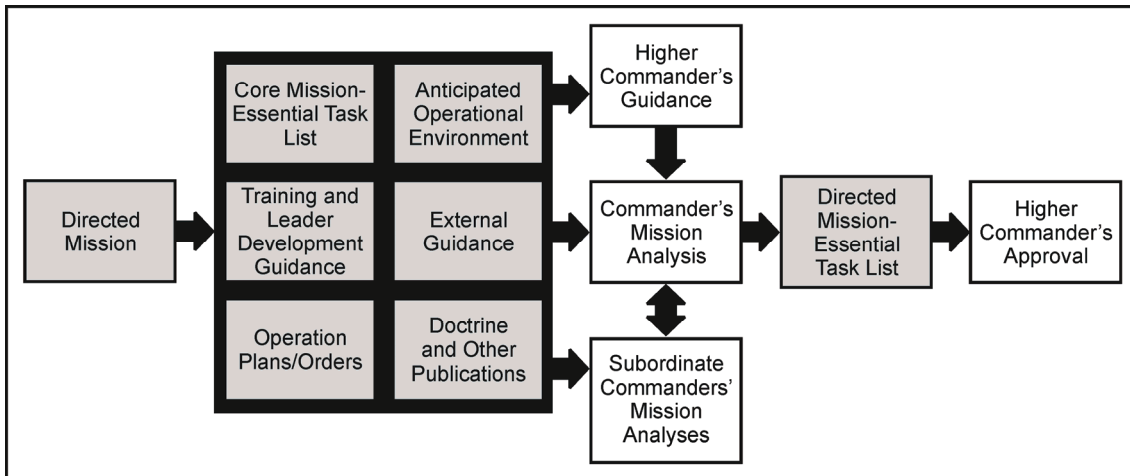 Directed
Mission
Core Mission-
Essential Task
List
Anticipated
Operational
Environment
Training and
Leader
Development
Guidance
External
Guidance
Operation
Plans/Orders
Doctrine
and Other
Publications
Higher
Commander's
Guidance
Commander's
Mission
Analysis
Subordinate
Commanders'
Mission
Analyses
Directed
Mission-
Essential
Task List
Higher
Commander's
Approval